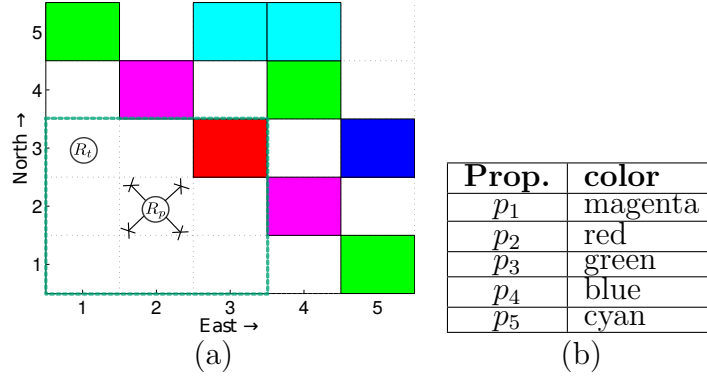 5
4
North →
3
R_t
2
R_p
1
1 2 3 4 5
East →
(a)
Prop. color
p_1 magenta
p_2 red
p_3 green
p_4 blue
p_5 cyan
(b)